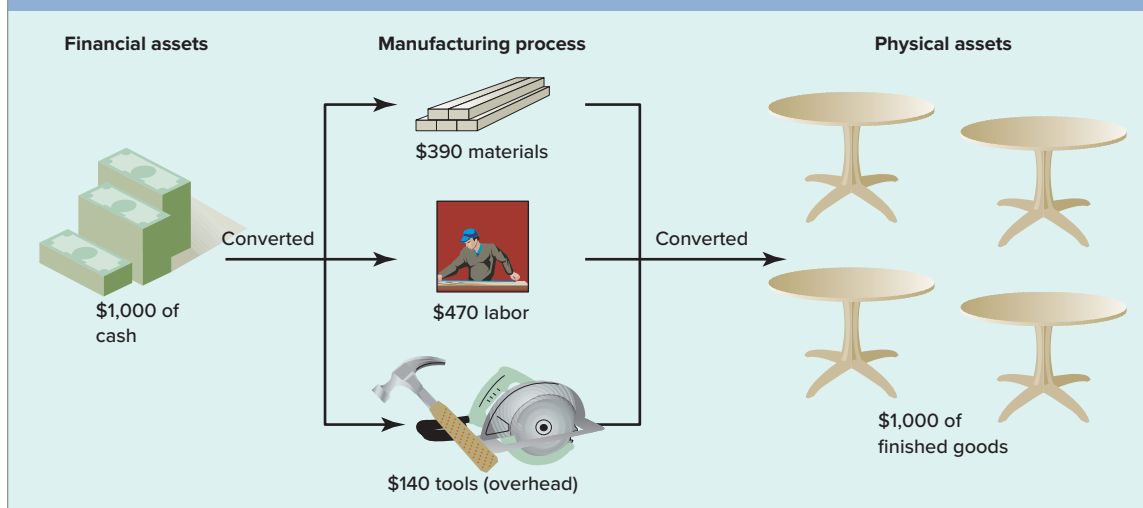 Financial assets
Manufacturing process
Physical assets
$390 materials
Converted
Converted
$1,000 of
cash
$470 labor
$140 tools (overhead)
$1,000 of
finished goods